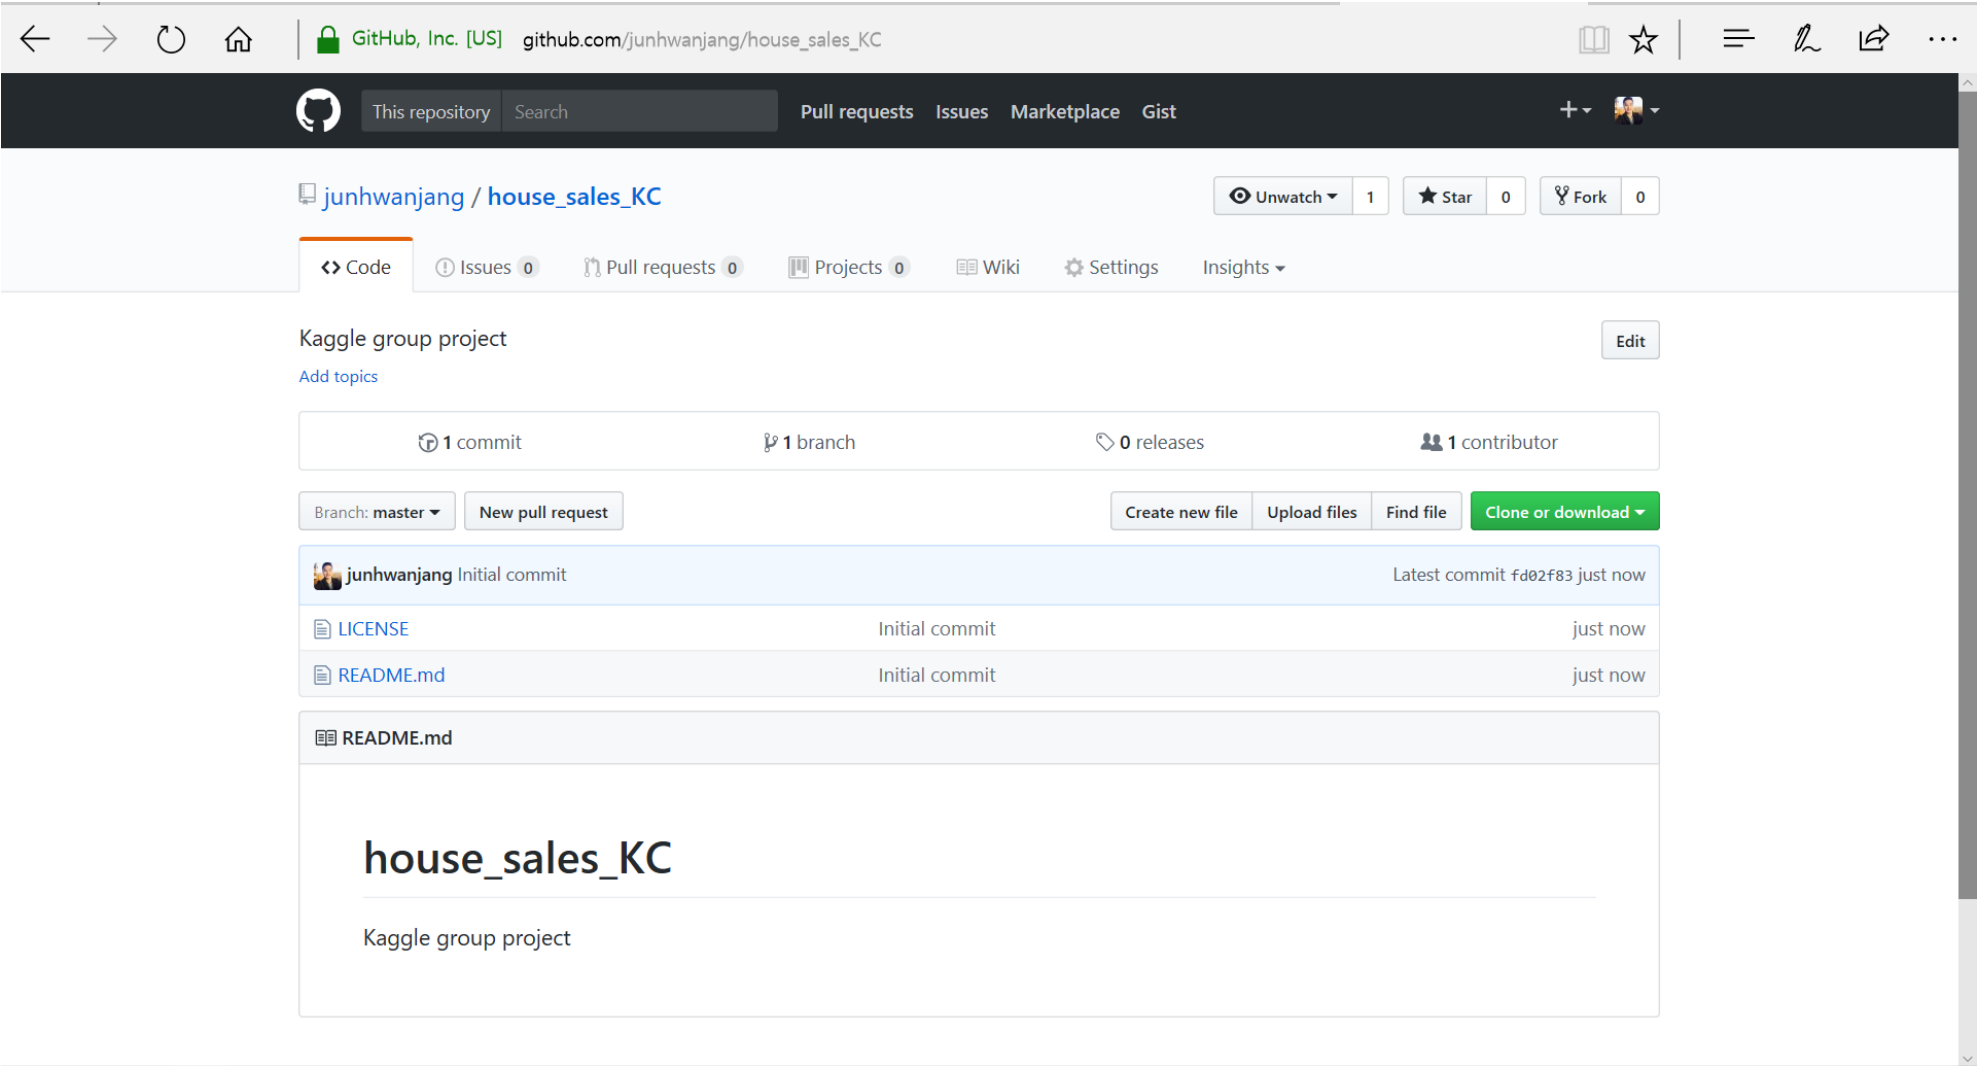 GitHub, Inc. [US] github.com/junhwanjang/house_sales_KC
This repository Search Pull requests Issues Marketplace Gist
junhwanjang / house_sales_KC Unwatch 1 Star 0 Fork 0
Code Issues 0 Pull requests 0 Projects 0 Wiki Settings Insights
Kaggle group project Edit
Add topics
1 commit 1 branch 0 releases 1 contributor
Branch: master New pull request Create new file Upload files Find file Clone or download
junhwanjang Initial commit Latest commit fd02f83 just now
LICENSE Initial commit just now
README.md Initial commit just now
README.md
house_sales_KC
Kaggle group project